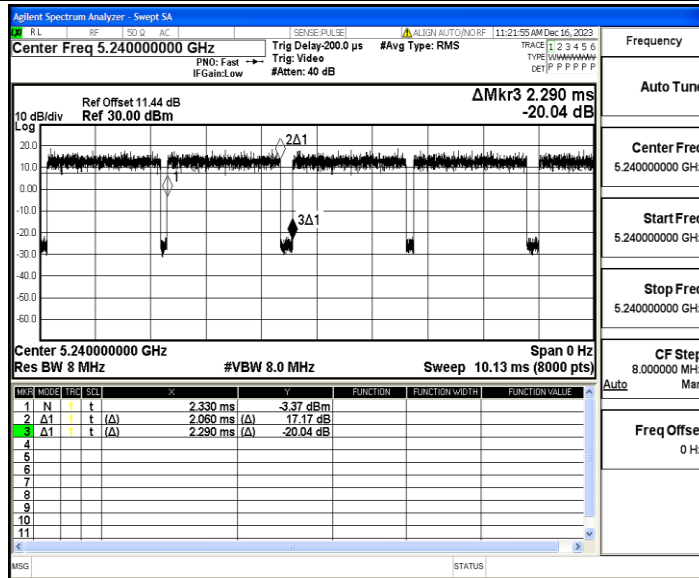 Agilent Spectrum Analyzer - Swept SA
RL RF 50 Ω AC SENSE:PULSE ALIGN AUTO/NO RF 11:21:55 AM Dec 16, 2023
Center Freq 5.240000000 GHz
PNO: Fast
IFGain:Low
Trig Delay-200.0 µs
Trig: Video
#Atten: 40 dB
#Avg Type: RMS
TRACE 1 2 3 4 5 6
TYPE WWWWWW
DET P P P P P P
Frequency
Auto Tune
Center Freq
5.240000000 GHz
Start Freq
5.240000000 GHz
Stop Freq
5.240000000 GHz
CF Step
8.000000 MHz
Auto Man
Freq Offset
0 Hz
ΔMkr3 2.290 ms
-20.04 dB
Ref Offset 11.44 dB
10 dB/div Ref 30.00 dBm
Log
20.0
10.0
0.00
-10.0
-20.0
-30.0
-40.0
-50.0
-60.0
1
2Δ1
3Δ1
Center 5.240000000 GHz Span 0 Hz
Res BW 8 MHz #VBW 8.0 MHz Sweep 10.13 ms (8000 pts)
MKR MODE TRC SCL X Y FUNCTION FUNCTION WIDTH FUNCTION VALUE
1 N 1 t 2.330 ms -3.37 dBm
2 Δ1 1 t (Δ) 2.060 ms (Δ) 17.17 dB
3 Δ1 1 t (Δ) 2.290 ms (Δ) -20.04 dB
4
5
6
7
8
9
10
11
MSG STATUS